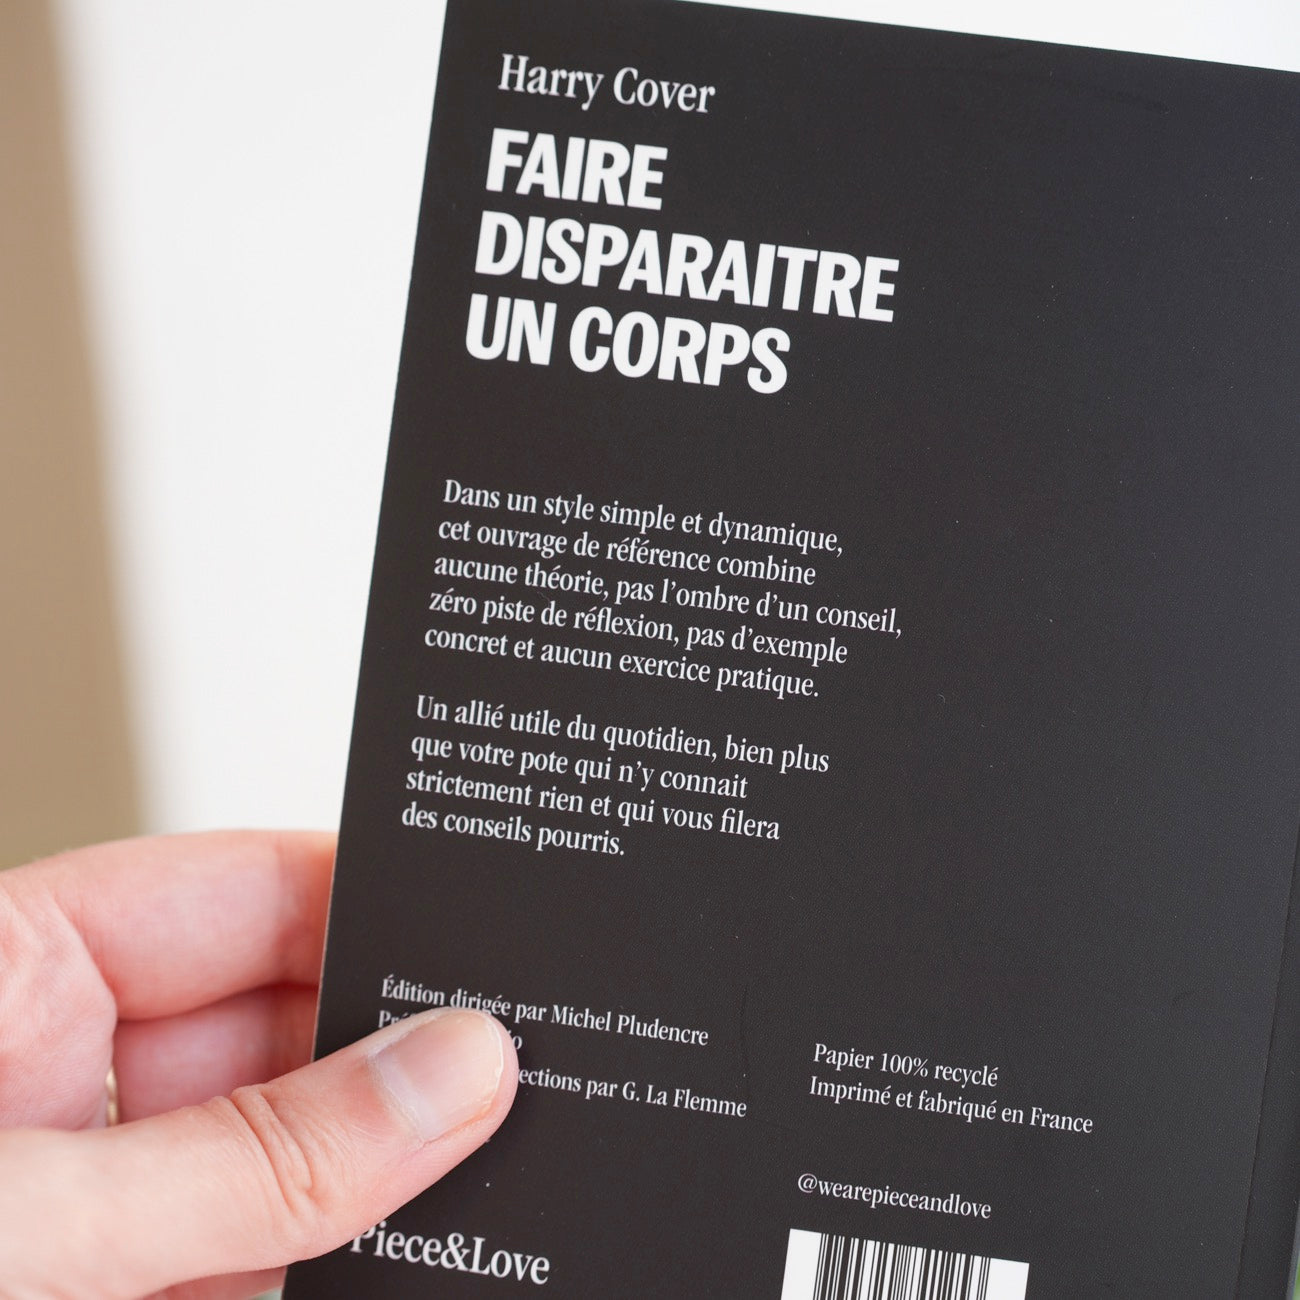 Harry Cover
FAIRE
DISPARAITRE
UN CORPS
Dans un style simple et dynamique,
cet ouvrage de référence combine
aucune théorie, pas l’ombre d’un conseil,
zéro piste de réflexion, pas d’exemple
concret et aucun exercice pratique.
Un allié utile du quotidien, bien plus
que votre pote qui n’y connait
strictement rien et qui vous filera
des conseils pourris.
Édition dirigée par Michel Pludencre
par G. La Flemme
Papier 100% recyclé
Imprimé et fabriqué en France
@wearepieceandlove
Piece&Love